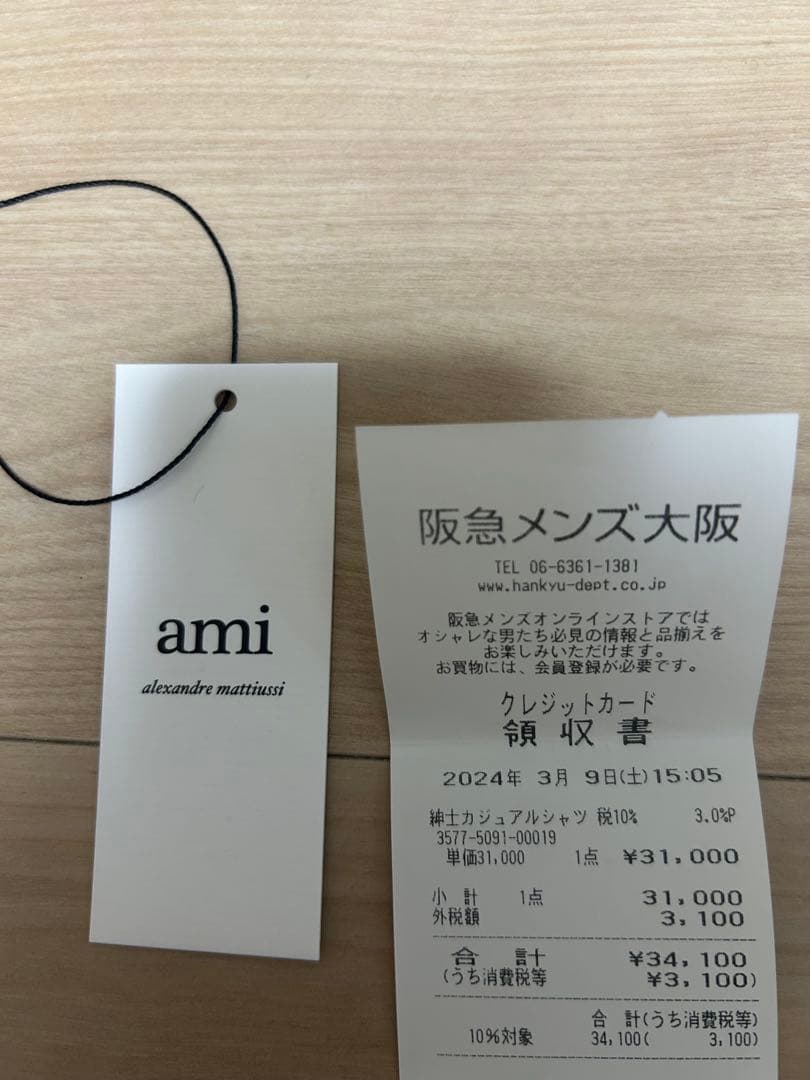 ami
alexandre mattiussi
阪急メンズ大阪
TEL 06-6361-1381
www.hankyu-dept.co.jp
阪急メンズオンラインストアでは
オシャレな男たち必見の情報と品揃えを
お楽しみいただけます。
お買物には、会員登録が必要です。
クレジットカード
領収書
2024年 3月 9日(土)15:05
紳士カジュアルシャツ 税10% 3.0%P
3577-5091-00019
単価31,000 1点 ¥31,000
小 計 1点 31,000
外税額 3,100
合 計 ¥34,100
(うち消費税等 ¥3,100)
合 計(うち消費税等)
10%対象 34,100( 3,100)